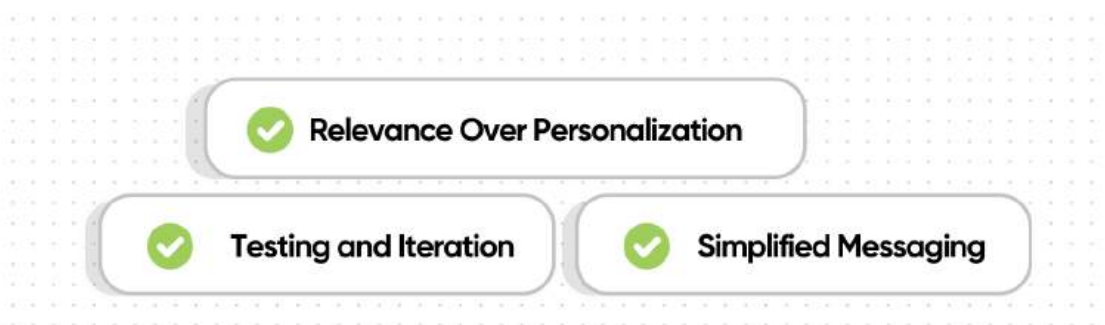 Relevance Over Personalization
Testing and Iteration
Simplified Messaging